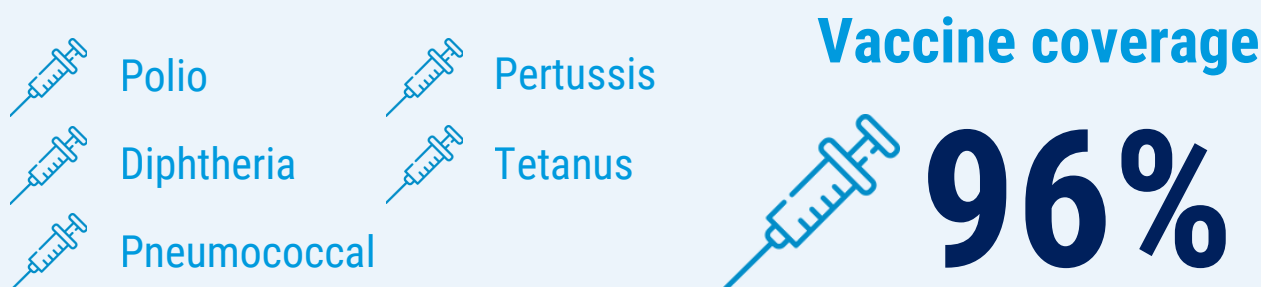 Polio
Diphtheria
Pneumococcal
Pertussis
Tetanus
Vaccine coverage
96%